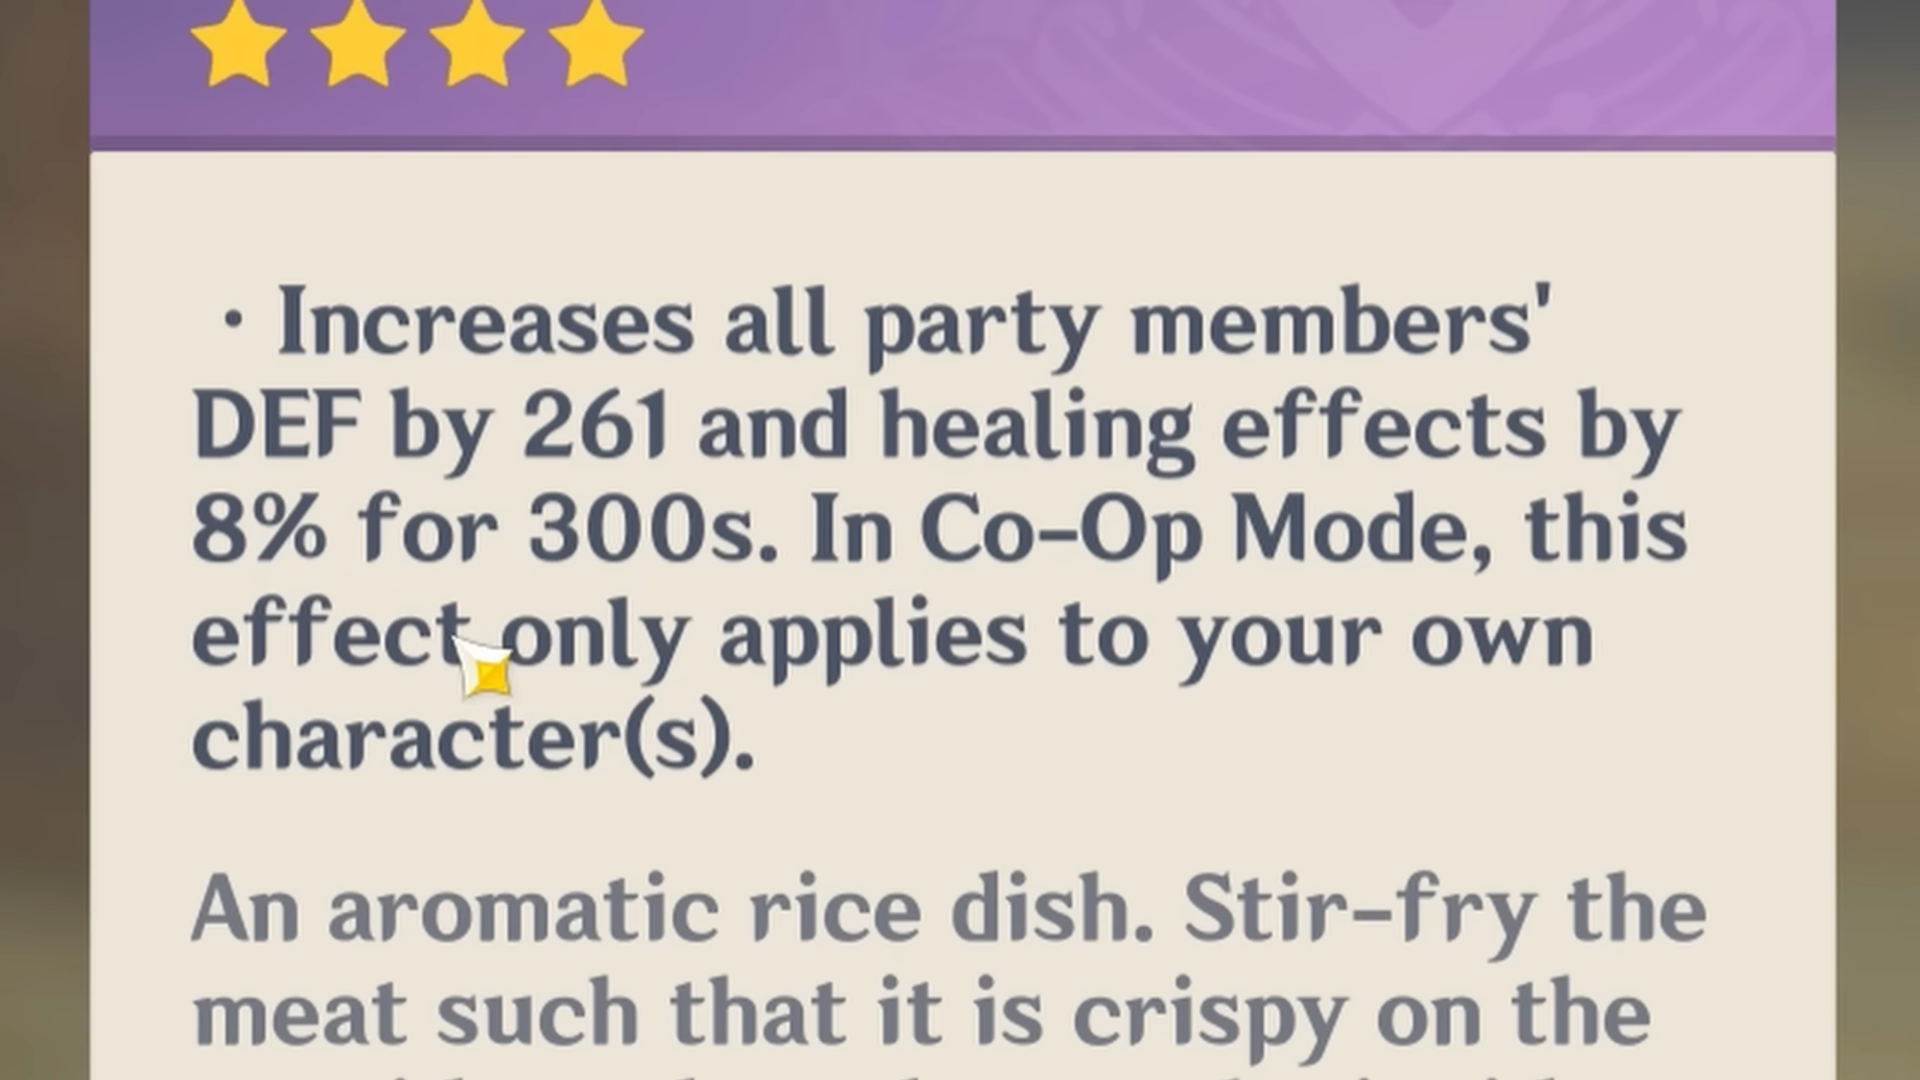 · Increases all party members'
DEF by 261 and healing effects by
8% for 300s. In Co-Op Mode, this
effect only applies to your own
character(s).
An aromatic rice dish. Stir-fry the
meat such that it is crispy on the